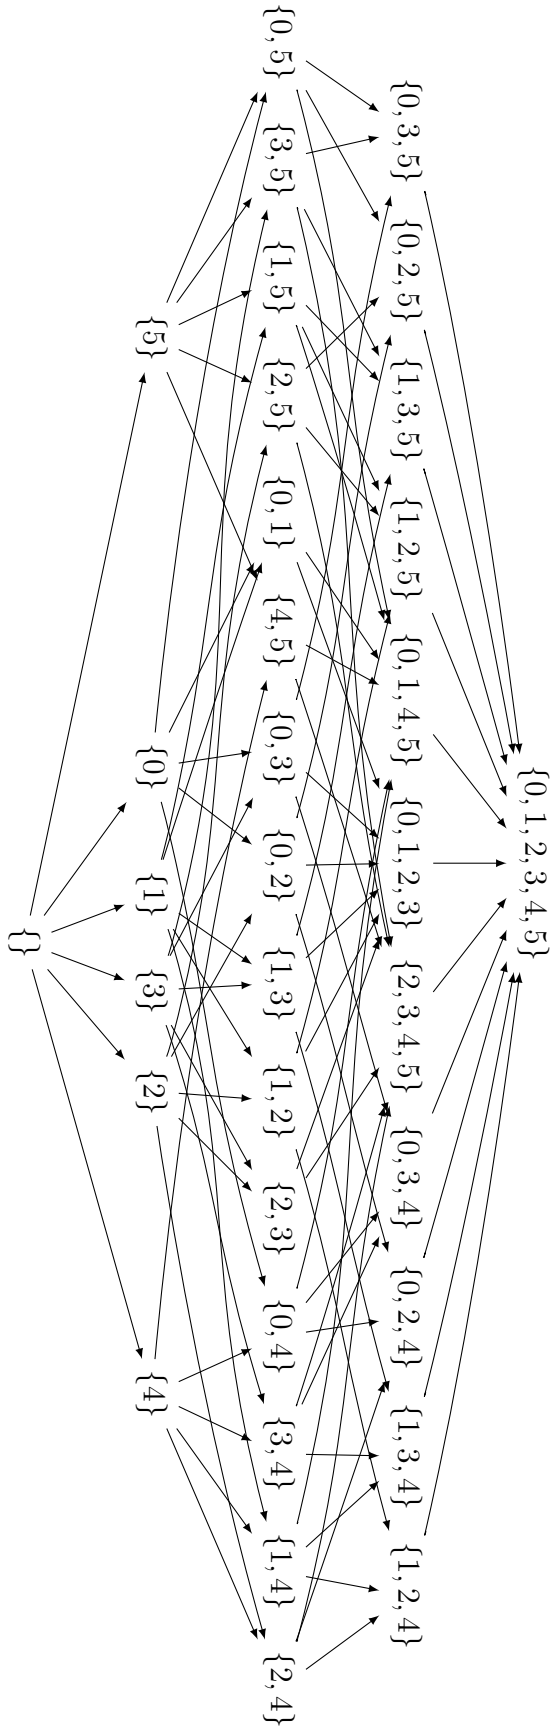 {0, 1, 2, 3, 4, 5}
{0, 3, 5} {0, 2, 5} {1, 3, 5} {1, 2, 5} {0, 1, 4, 5} {0, 1, 2, 3} {2, 3, 4, 5} {0, 3, 4} {0, 2, 4} {1, 3, 4} {1, 2, 4}
{0, 5} {3, 5} {1, 5} {2, 5} {0, 1} {4, 5} {0, 3} {0, 2} {1, 3} {1, 2} {2, 3} {0, 4} {3, 4} {1, 4} {2, 4}
{5} {0} {1} {3} {2} {4}
{}